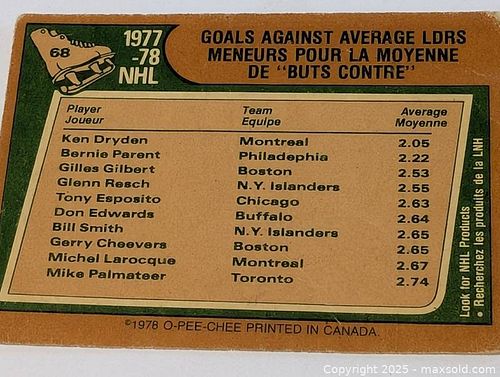 68
1977
-78
NHL
GOALS AGAINST AVERAGE LDRS
MENEURS POUR LA MOYENNE
DE "BUTS CONTRE"
Player Team Average
Joueur Equipe Moyenne
Ken Dryden Montreal 2.05
Bernie Parent Philadephia 2.22
Gilles Gilbert Boston 2.53
Glenn Resch N.Y. Islanders 2.55
Tony Esposito Chicago 2.63
Don Edwards Buffalo 2.64
Bill Smith N.Y. Islanders 2.65
Gerry Cheevers Boston 2.65
Michel Larocque Montreal 2.67
Mike Palmateer Toronto 2.74
Look for NHL Products
• Recherchez les produits de la LNH
©1978 O-PEE-CHEE PRINTED IN CANADA.
Copyright 2025 - maxsold.com